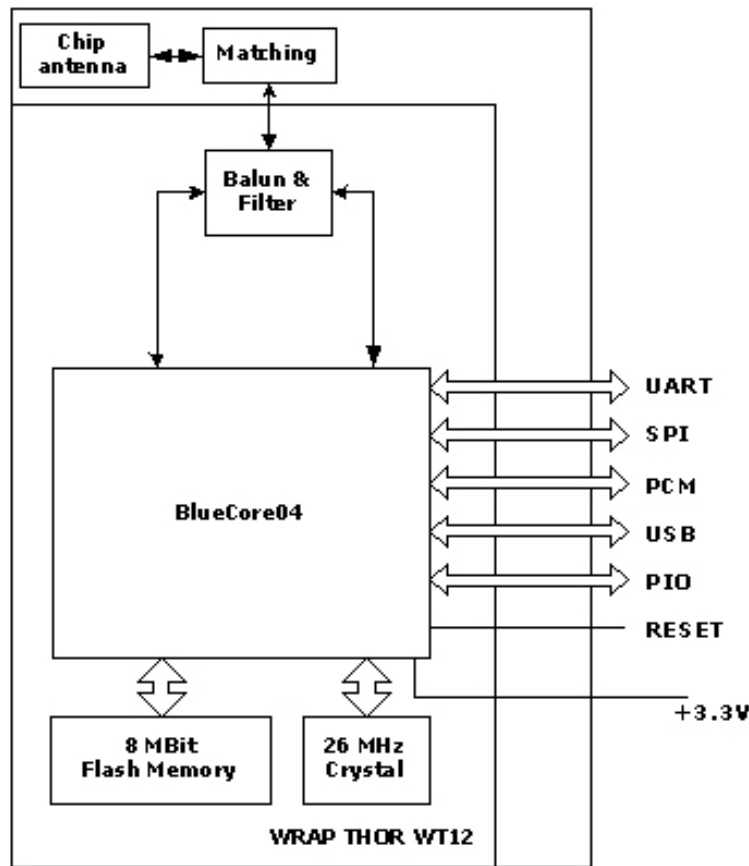 Chip
antenna
Matching
Balun &
Filter
BlueCore04
UART
SPI
PCM
USB
PIO
RESET
+3.3V
8 MBit
Flash Memory
26 MHz
Crystal
WRAP THOR WT12